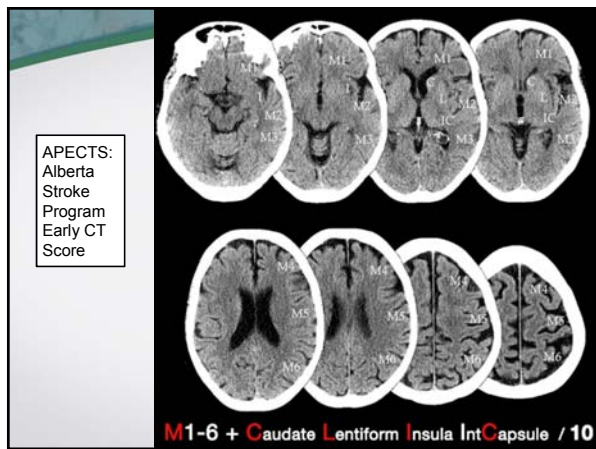 APECTS:
Alberta
Stroke
Program
Early CT
Score
M1
I
M2
M3
M1
I
M2
M3
M1
C
L
I
M2
IC
M3
M1
C
L
I
M2
IC
M3
M4
M5
M6
M4
M5
M6
M4
M5
M6
M4
M5
M6
M1-6 + Caudate Lentiform Insula IntCapsule / 10